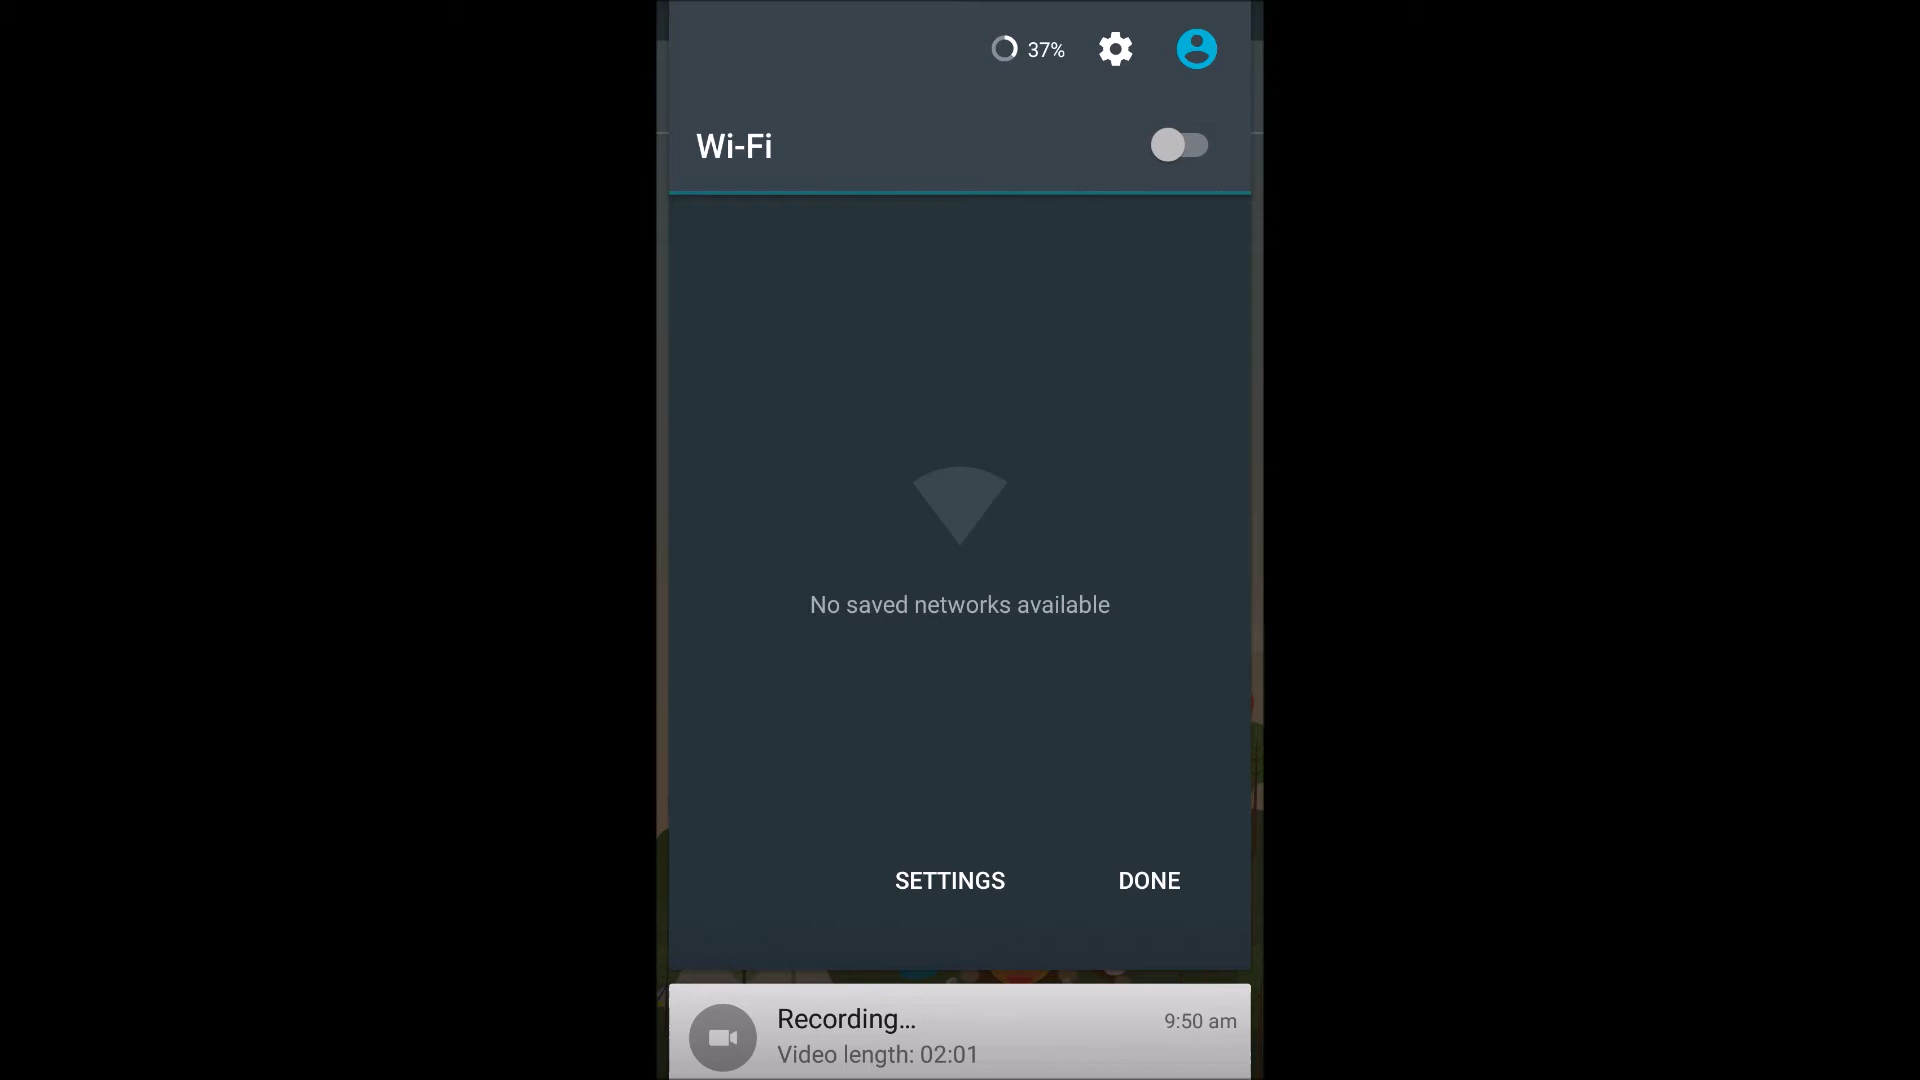 37%
Wi-Fi
No saved networks available
SETTINGS DONE
Recording... 9:50 am
Video length: 02:01